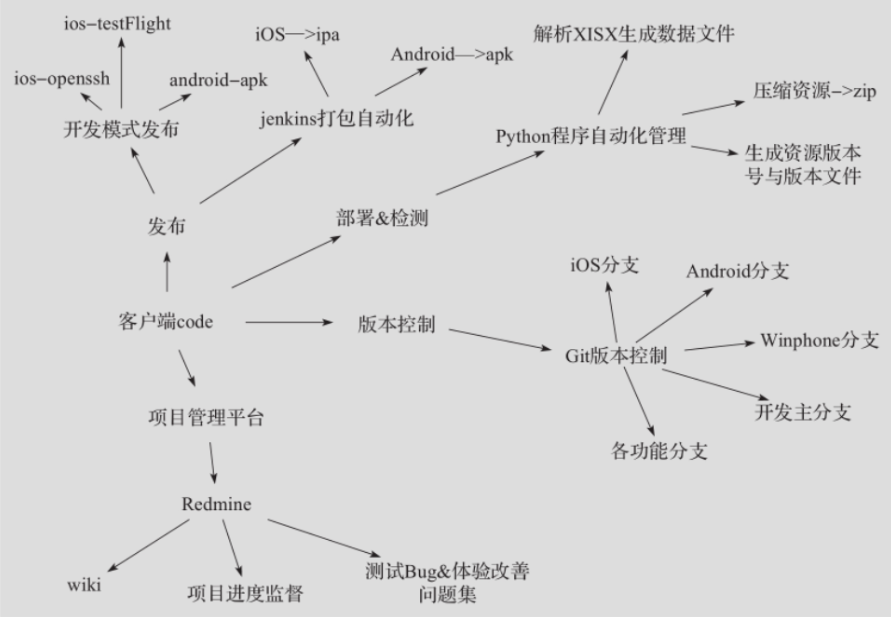 ios-testFlight
iOS—>ipa
解析XISX生成数据文件
Android—>apk
ios-openssh
android-apk
压缩资源->zip
开发模式发布
jenkins打包自动化
Python程序自动化管理
生成资源版本
号与版本文件
发布
部署&检测
iOS分支
Android分支
客户端code
版本控制
Git版本控制
Winphone分支
项目管理平台
开发主分支
各功能分支
Redmine
wiki
项目进度监督
测试Bug&体验改善
问题集